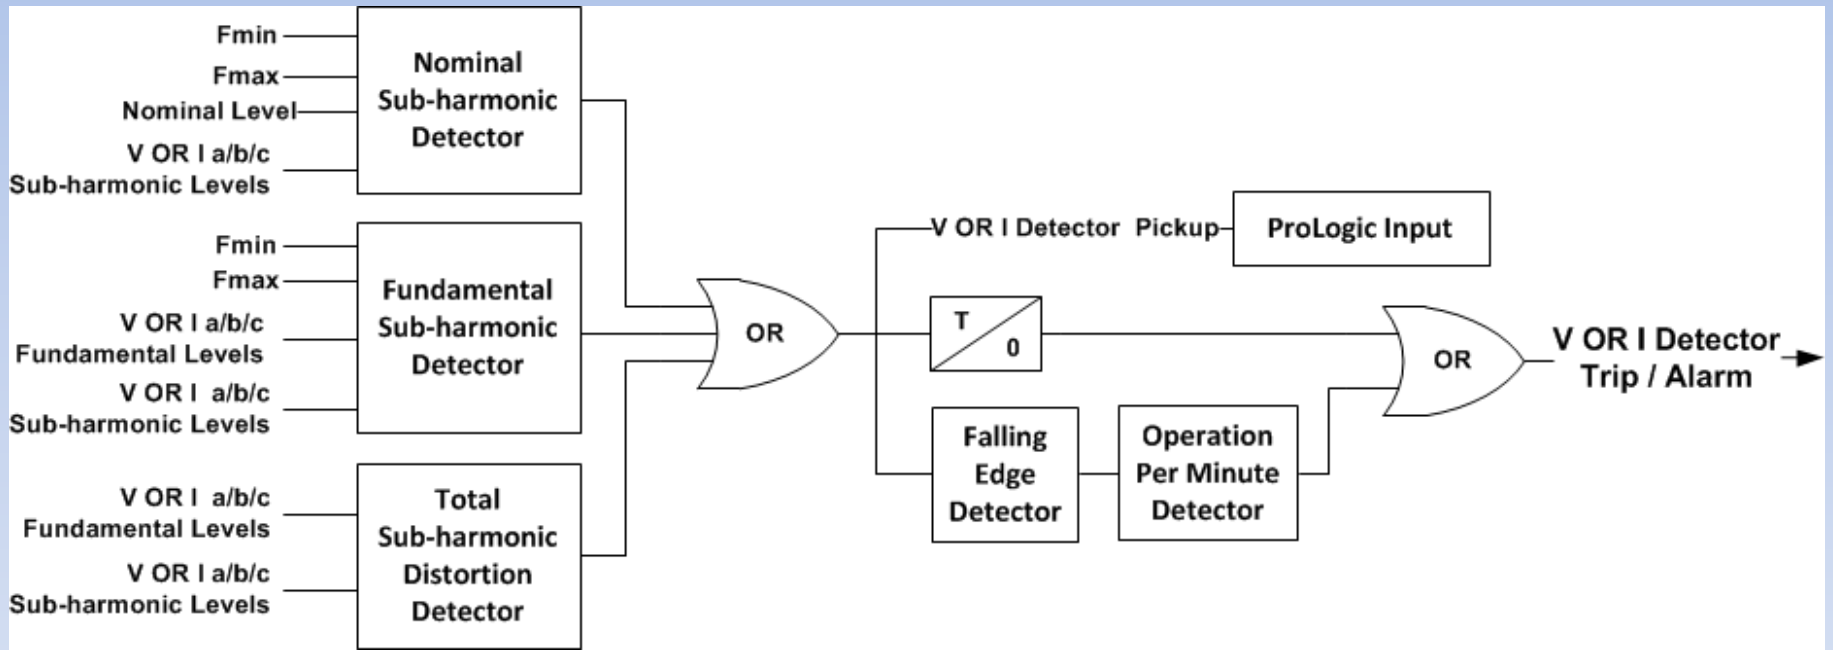 Fmin
Fmax
Nominal Level
V OR I a/b/c
Sub-harmonic Levels
Nominal
Sub-harmonic
Detector
Fmin
Fmax
V OR I a/b/c
Fundamental Levels
V OR I a/b/c
Sub-harmonic Levels
Fundamental
Sub-harmonic
Detector
V OR I a/b/c
Fundamental Levels
V OR I a/b/c
Sub-harmonic Levels
Total
Sub-harmonic
Distortion
Detector
OR
V OR I Detector Pickup
ProLogic Input
T
0
Falling
Edge
Detector
Operation
Per Minute
Detector
OR
V OR I Detector
Trip / Alarm